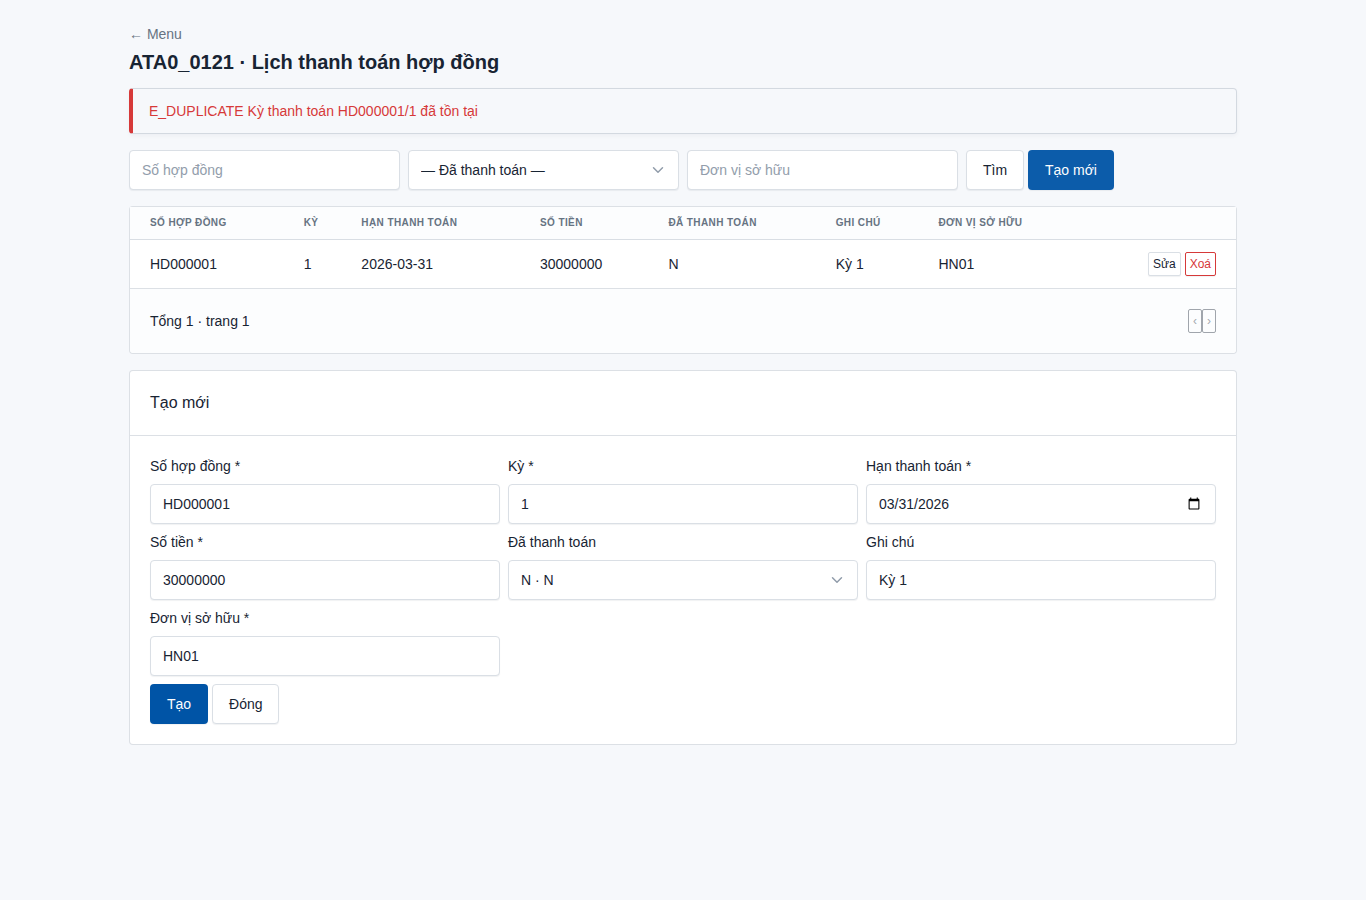 ← Menu
ATA0_0121 · Lịch thanh toán hợp đồng
E_DUPLICATE Kỳ thanh toán HD000001/1 đã tồn tại
Số hợp đồng — Đã thanh toán — Đơn vị sở hữu Tìm Tạo mới
SỐ HỢP ĐỒNG KỲ HẠN THANH TOÁN SỐ TIỀN ĐÃ THANH TOÁN GHI CHÚ ĐƠN VỊ SỞ HỮU
HD000001 1 2026-03-31 30000000 N Kỳ 1 HN01 Sửa Xoá
Tổng 1 · trang 1 ‹ ›
Tạo mới
Số hợp đồng * Kỳ * Hạn thanh toán *
HD000001 1 03/31/2026
Số tiền * Đã thanh toán Ghi chú
30000000 N · N Kỳ 1
Đơn vị sở hữu *
HN01
Tạo Đóng